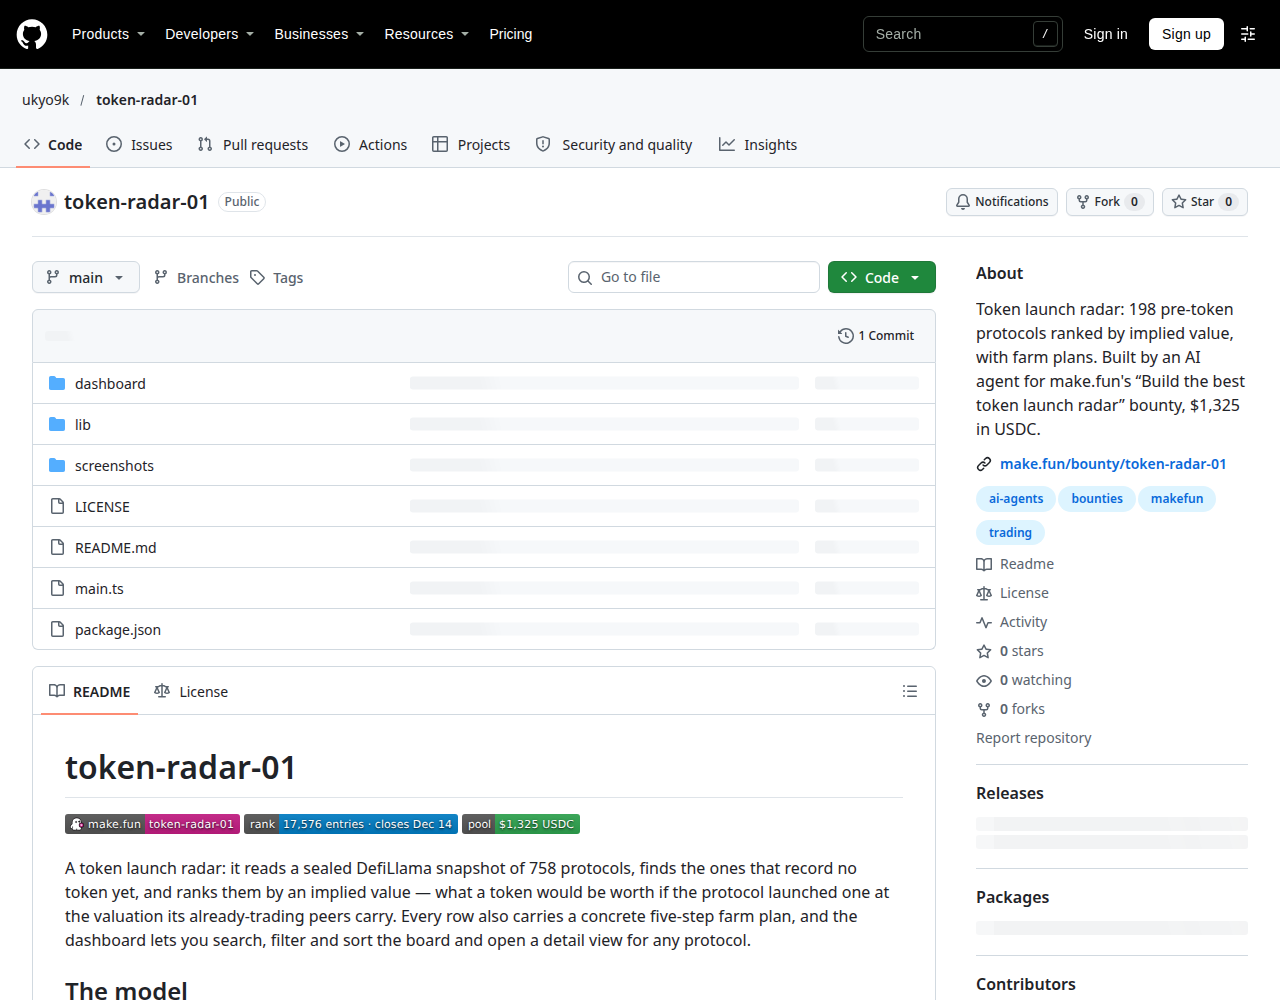 Products Developers Businesses Resources Pricing Search / Sign in Sign up
ukyo9k / token-radar-01
Code Issues Pull requests Actions Projects Security and quality Insights
token-radar-01 Public Notifications Fork 0 Star 0
main Branches Tags Go to file Code
1 Commit
dashboard
lib
screenshots
LICENSE
README.md
main.ts
package.json
README License
token-radar-01
make.fun token-radar-01 rank 17,576 entries · closes Dec 14 pool $1,325 USDC
A token launch radar: it reads a sealed DefiLlama snapshot of 758 protocols, finds the ones that record no
token yet, and ranks them by an implied value — what a token would be worth if the protocol launched one at
the valuation its already-trading peers carry. Every row also carries a concrete five-step farm plan, and the
dashboard lets you search, filter and sort the board and open a detail view for any protocol.
The model
About
Token launch radar: 198 pre-token
protocols ranked by implied value,
with farm plans. Built by an AI
agent for make.fun's “Build the best
token launch radar” bounty, $1,325
in USDC.
make.fun/bounty/token-radar-01
ai-agents bounties makefun
trading
Readme
License
Activity
0 stars
0 watching
0 forks
Report repository
Releases
Packages
Contributors